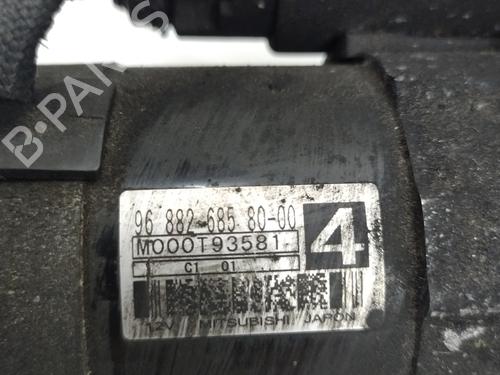 B-PARTS
96 882 685 80-00
M000T93581
4
C1 01
12V MITSUBISHI JAPAN